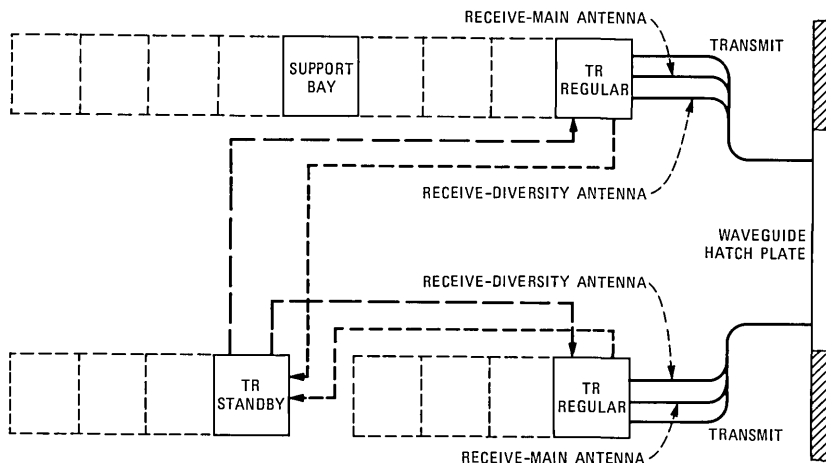 RECEIVE-MAIN ANTENNA
TRANSMIT
SUPPORT
BAY
TR
REGULAR
RECEIVE-DIVERSITY ANTENNA
WAVEGUIDE
HATCH PLATE
RECEIVE-DIVERSITY ANTENNA
TR
STANDBY
TR
REGULAR
TRANSMIT
RECEIVE-MAIN ANTENNA